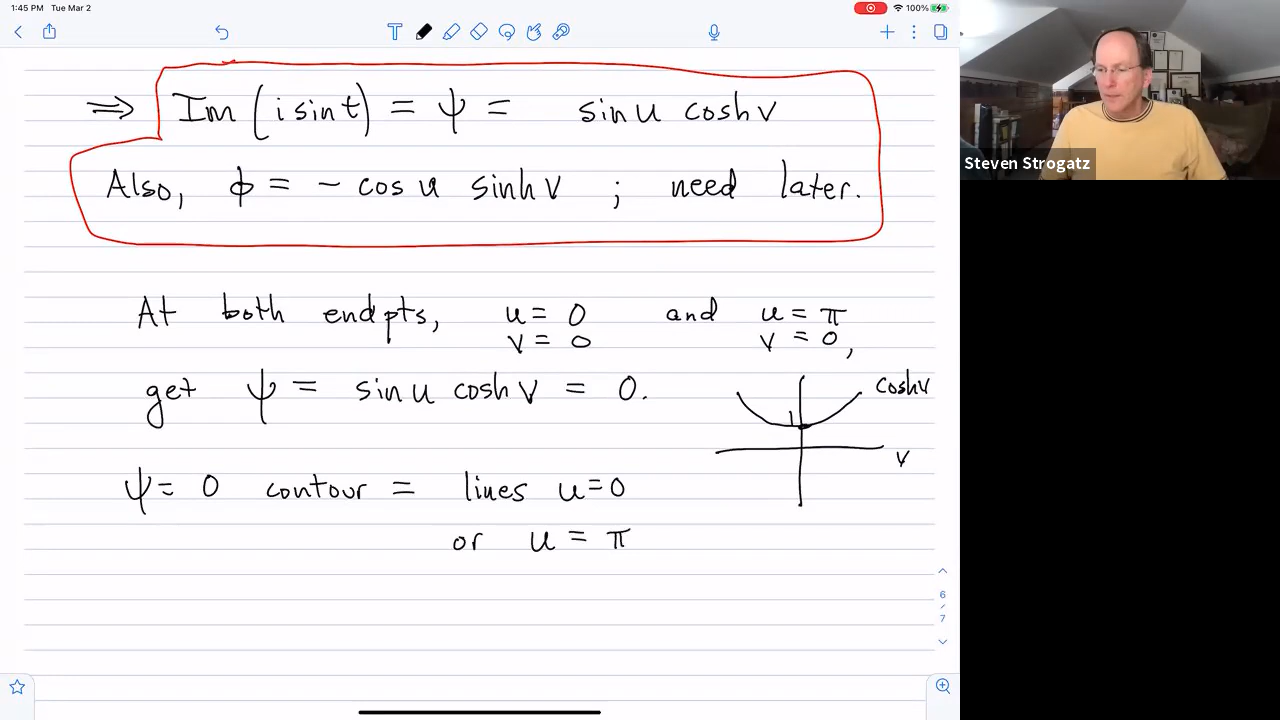 1:45 PM Tue Mar 2
100%
⇒ Im (i sin t) = ψ = sin u cosh v
Also, ϕ = - cos u sinh v ; need later.
At both endpts, u = 0 and u = π
v = 0 v = 0,
get ψ = sin u cosh v = 0.
cosh v
1
v
ψ = 0 contour = lines u = 0
or u = π
6
/
7
Steven Strogatz